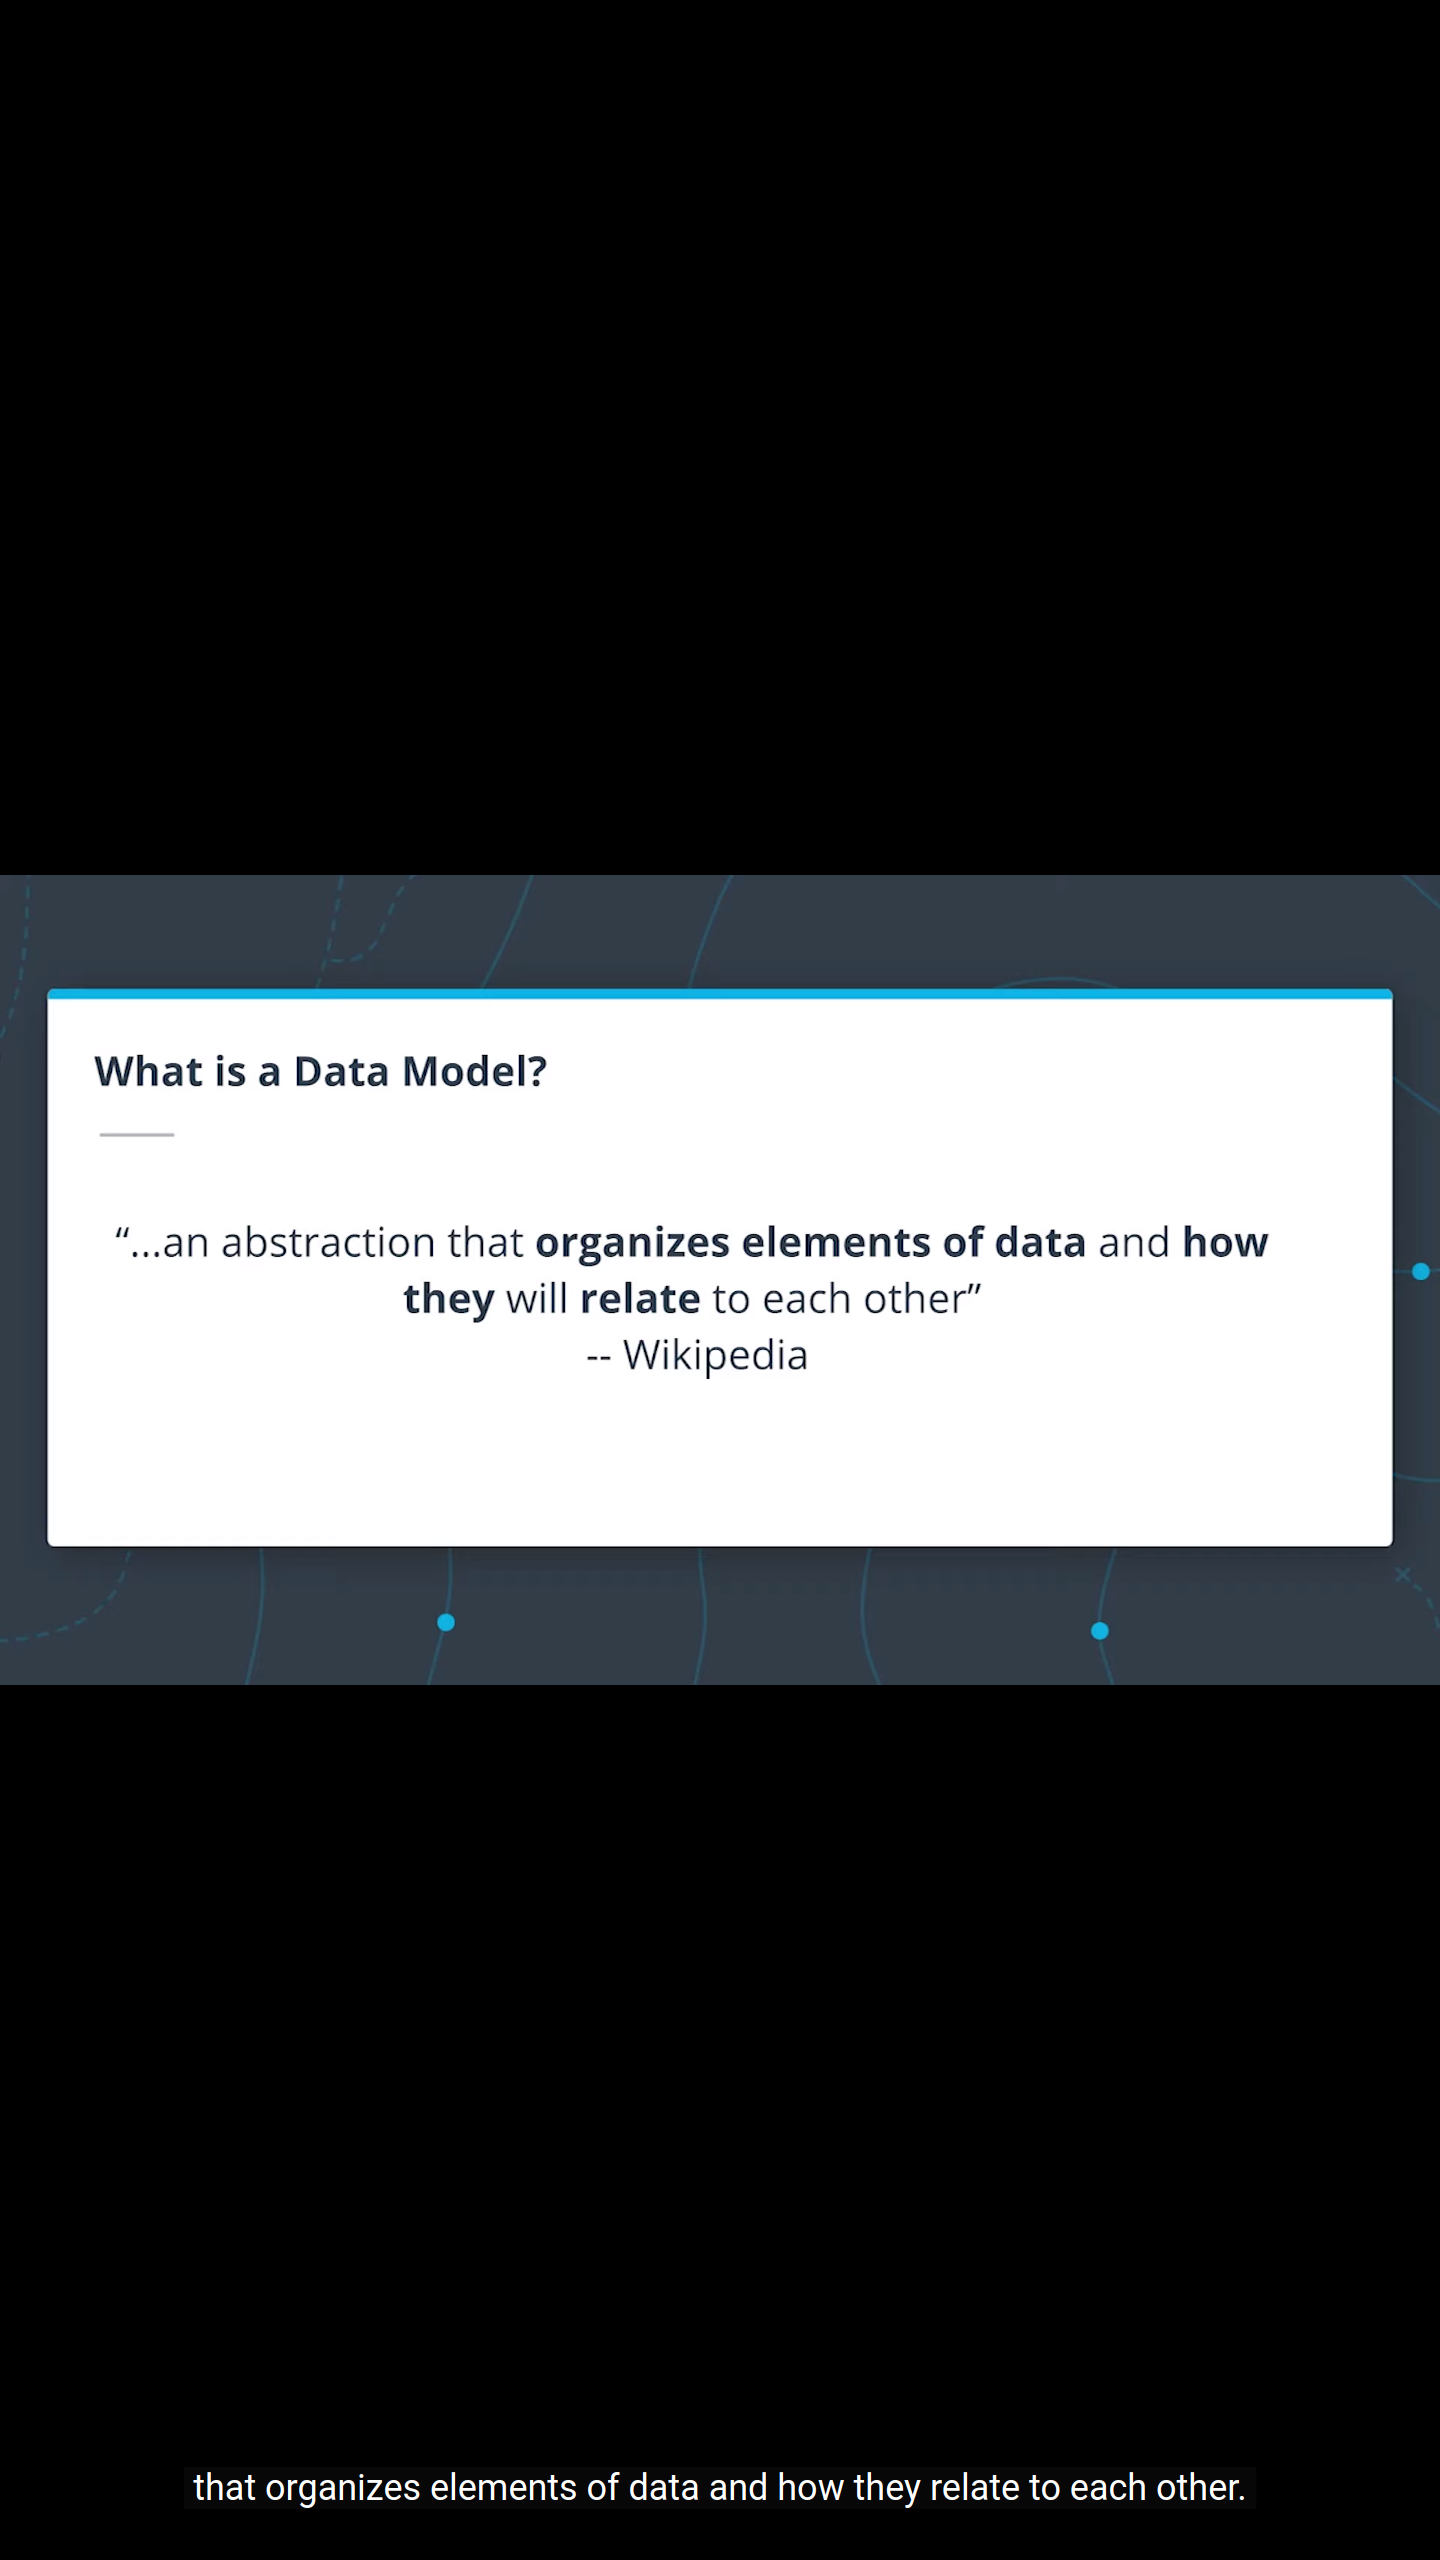 What is a Data Model?
“...an abstraction that organizes elements of data and how
they will relate to each other”
-- Wikipedia
that organizes elements of data and how they relate to each other.